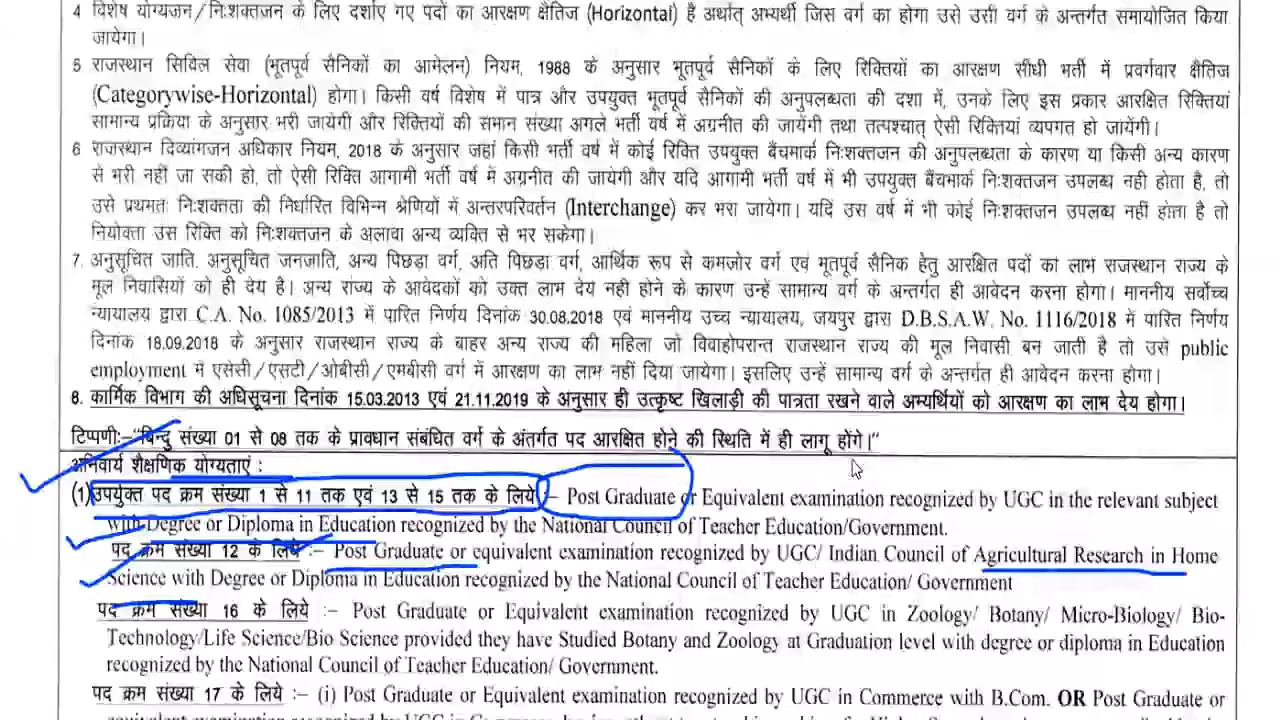 4 विशेष योग्यजन/नि:शक्तजन के लिए दर्शाए गए पदों का आरक्षण क्षैतिज (Horizontal) है अर्थात् अभ्यर्थी जिस वर्ग का होगा उसे उसी वर्ग के अन्तर्गत समायोजित किया
जायेगा।
5 राजस्थान सिविल सेवा (भूतपूर्व सैनिकों का आमेलन) नियम, 1988 के अनुसार भूतपूर्व सैनिकों के लिए रिक्तियों का आरक्षण सीधी भर्ती में प्रवर्गवार क्षैतिज
(Categorywise-Horizontal) होगा। किसी वर्ष विशेष में पात्र और उपयुक्त भूतपूर्व सैनिकों की अनुपलब्धता की दशा में, उनके लिए इस प्रकार आरक्षित रिक्तियां
सामान्य प्रक्रिया के अनुसार भरी जायेंगी और रिक्तियों की समान संख्या अगले भर्ती वर्ष में अग्रनीत की जायेंगी तथा तत्पश्चात् ऐसी रिक्तियां व्यपगत हो जायेंगी।
6 राजस्थान दिव्यांगजन अधिकार नियम, 2018 के अनुसार जहां किसी भर्ती वर्ष में कोई रिक्ति उपयुक्त बैंचमार्क नि:शक्तजन की अनुपलब्धता के कारण या किसी अन्य कारण
से भरी नहीं जा सकी हो, तो ऐसी रिक्ति आगामी भर्ती वर्ष में अग्रनीत की जायेगी और यदि आगामी भर्ती वर्ष में भी उपयुक्त बैंचमार्क नि:शक्तजन उपलब्ध नही होता है, तो
उसे प्रथमतः नि:शक्तता की निर्धारित विभिन्न श्रेणियों में अन्तरपरिवर्तन (Interchange) कर भरा जायेगा। यदि उस वर्ष में भी कोई नि:शक्तजन उपलब्ध नहीं होता है तो
नियोक्ता उस रिक्ति को नि:शक्तजन के अलावा अन्य व्यक्ति से भर सकेगा।
7. अनुसूचित जाति, अनुसूचित जनजाति, अन्य पिछड़ा वर्ग, अति पिछड़ा वर्ग, आर्थिक रूप से कमजोर वर्ग एवं भूतपूर्व सैनिक हेतु आरक्षित पदों का लाभ राजस्थान राज्य के
मूल निवासियों को ही देय है। अन्य राज्य के आवेदकों को उक्त लाभ देय नही होने के कारण उन्हें सामान्य वर्ग के अन्तर्गत ही आवेदन करना होगा। माननीय सर्वोच्च
न्यायालय द्वारा C.A. No. 1085/2013 में पारित निर्णय दिनांक 30.08.2018 एवं माननीय उच्च न्यायालय, जयपुर द्वारा D.B.S.A.W. No. 1116/2018 में पारित निर्णय
दिनांक 18.09.2018 के अनुसार राजस्थान राज्य के बाहर अन्य राज्य की महिला जो विवाहोपरान्त राजस्थान राज्य की मूल निवासी बन जाती है तो उसे public
employment में एससी/एसटी/ओबीसी/एमबीसी वर्ग में आरक्षण का लाभ नहीं दिया जायेगा। इसलिए उन्हें सामान्य वर्ग के अन्तर्गत ही आवेदन करना होगा।
8. कार्मिक विभाग की अधिसूचना दिनांक 15.03.2013 एवं 21.11.2019 के अनुसार ही उत्कृष्ट खिलाड़ी की पात्रता रखने वाले अभ्यर्थियों को आरक्षण का लाभ देय होगा।
टिप्पणी:–"बिन्दु संख्या 01 से 08 तक के प्रावधान संबंधित वर्ग के अंतर्गत पद आरक्षित होने की स्थिति में ही लागू होंगे।"
अनिवार्य शैक्षणिक योग्यताएं :
(1)उपर्युक्त पद क्रम संख्या 1 से 11 तक एवं 13 से 15 तक के लिये :– Post Graduate or Equivalent examination recognized by UGC in the relevant subject
with Degree or Diploma in Education recognized by the National Council of Teacher Education/Government.
पद क्रम संख्या 12 के लिये :– Post Graduate or equivalent examination recognized by UGC/ Indian Council of Agricultural Research in Home
Science with Degree or Diploma in Education recognized by the National Council of Teacher Education/ Government
पद क्रम संख्या 16 के लिये :– Post Graduate or Equivalent examination recognized by UGC in Zoology/ Botany/ Micro-Biology/ Bio-
Technology/Life Science/Bio Science provided they have Studied Botany and Zoology at Graduation level with degree or diploma in Education
recognized by the National Council of Teacher Education/ Government.
पद क्रम संख्या 17 के लिये :– (i) Post Graduate or Equivalent examination recognized by UGC in Commerce with B.Com. OR Post Graduate or